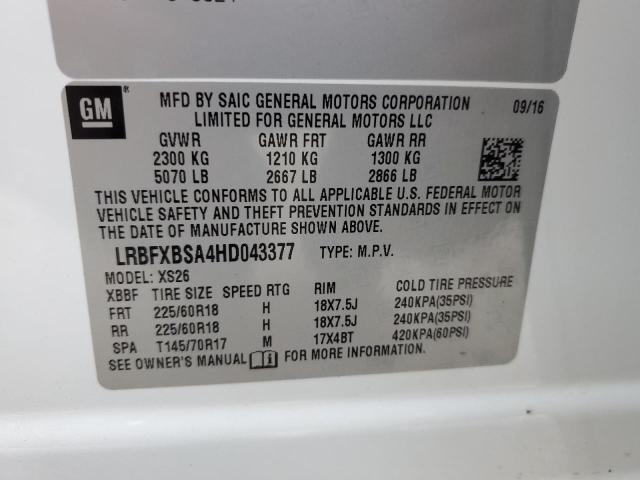 GM ®
MFD BY SAIC GENERAL MOTORS CORPORATION 09/16
LIMITED FOR GENERAL MOTORS LLC
GVWR GAWR FRT GAWR RR
2300 KG 1210 KG 1300 KG
5070 LB 2667 LB 2866 LB
THIS VEHICLE CONFORMS TO ALL APPLICABLE U.S. FEDERAL MOTOR
VEHICLE SAFETY AND THEFT PREVENTION STANDARDS IN EFFECT ON
THE DATE OF MANUFACTURE SHOWN ABOVE.
LRBFXBSA4HD043377 TYPE: M.P.V.
MODEL: XS26
XBBF TIRE SIZE SPEED RTG RIM COLD TIRE PRESSURE
FRT 225/60R18 H 18X7.5J 240KPA(35PSI)
RR 225/60R18 H 18X7.5J 240KPA(35PSI)
SPA T145/70R17 M 17X4BT 420KPA(60PSI)
SEE OWNER'S MANUAL FOR MORE INFORMATION.